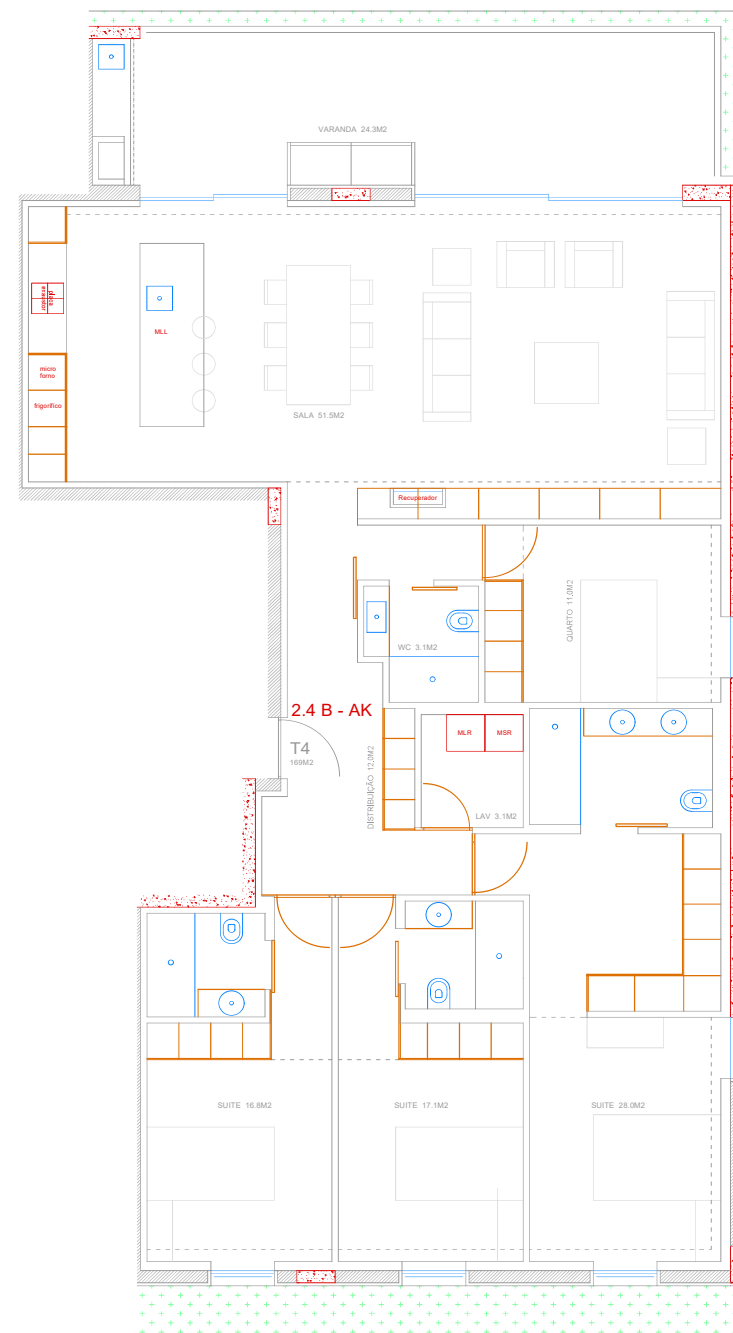 VARANDA 24.3M2
placa
exaustor
MLL
micro
forno
frigorífico
SALA 51.5M2
Recuperador
QUARTO 11.0M2
WC 3.1M2
2.4 B - AK
T4
169M2
DISTRIBUIÇÃO 12.0M2
MLR
MSR
LAV 3.1M2
SUITE 16.8M2
SUITE 17.1M2
SUITE 28.0M2